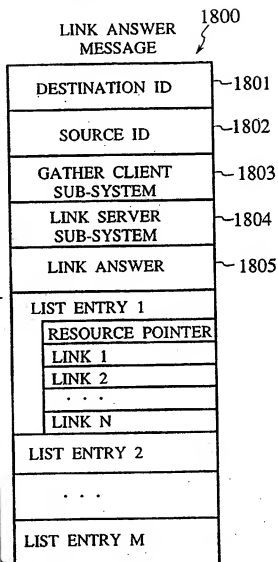 1800
LINK ANSWER
MESSAGE
DESTINATION ID 1801
SOURCE ID 1802
GATHER CLIENT
SUB-SYSTEM 1803
LINK SERVER
SUB-SYSTEM 1804
LINK ANSWER 1805
LIST ENTRY 1
RESOURCE POINTER
LINK 1
LINK 2
. . .
LINK N
LIST ENTRY 2
. . .
LIST ENTRY M